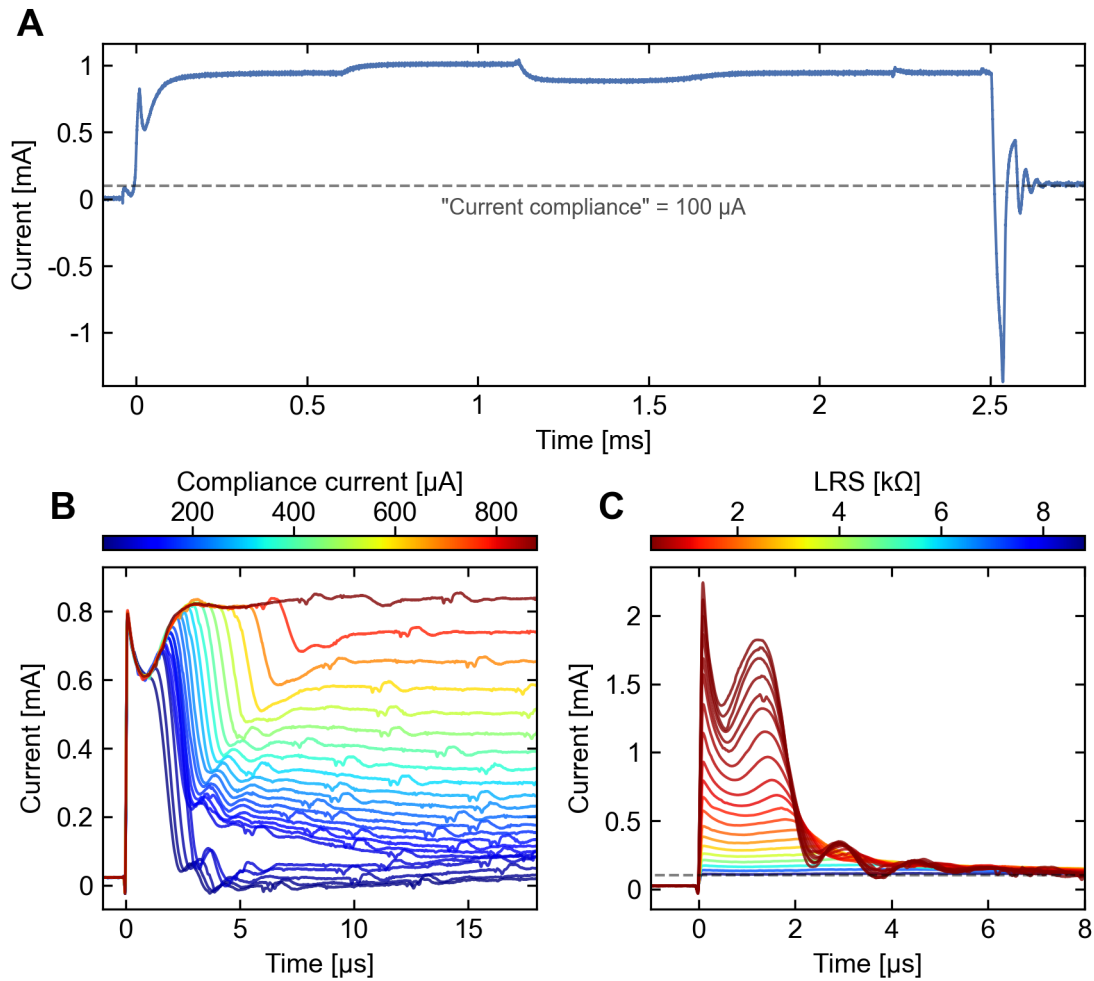 A
1
0.5
0
-0.5
-1
Current [mA]
"Current compliance" = 100 µA
0 0.5 1 1.5 2 2.5
Time [ms]
B
Compliance current [µA]
200 400 600 800
0.8
0.6
0.4
0.2
0
Current [mA]
0 5 10 15
Time [µs]
C
LRS [kΩ]
2 4 6 8
2
1.5
1
0.5
0
Current [mA]
0 2 4 6 8
Time [µs]